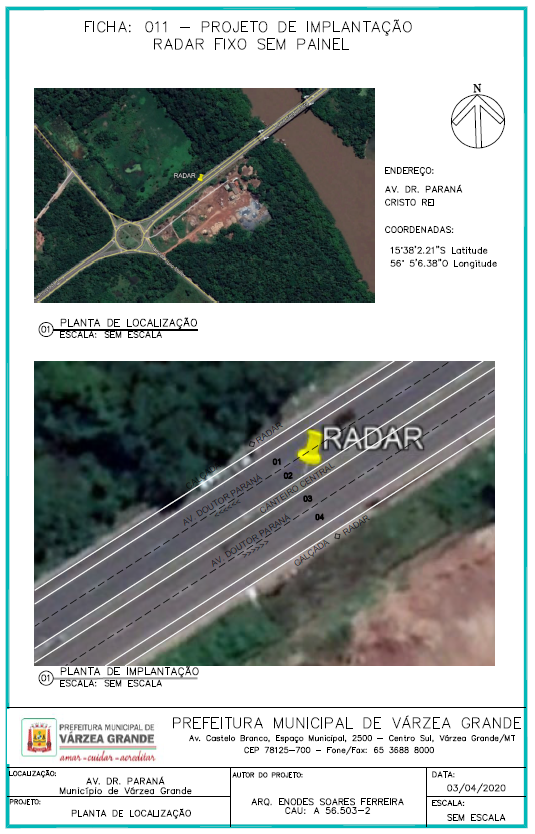 FICHA: 011 – PROJETO DE IMPLANTAÇÃO
RADAR FIXO SEM PAINEL
N
RADAR
ENDEREÇO:
AV. DR. PARANÁ
CRISTO REI
COORDENADAS:
15°38'2.21"S Latitude
56° 5'6.38"O Longitude
01 PLANTA DE LOCALIZAÇÃO
ESCALA: SEM ESCALA
RADAR
RADAR
CALÇADA
01
02
AV. DOUTOR PARANÁ
<<<<<
CANTEIRO CENTRAL
03
04
AV. DOUTOR PARANÁ
>>>>>>
CALÇADA
RADAR
01 PLANTA DE IMPLANTAÇÃO
ESCALA: SEM ESCALA
PREFEITURA MUNICIPAL DE
VÁRZEA GRANDE
amar - cuidar - acreditar
PREFEITURA MUNICIPAL DE VÁRZEA GRANDE
Av. Castelo Branco, Espaço Municipal, 2500 – Centro Sul, Várzea Grande/MT
CEP 78125-700 – Fone/Fax: 65 3688 8000
LOCALIZAÇÃO:
AV. DR. PARANÁ
Município de Várzea Grande
PROJETO:
PLANTA DE LOCALIZAÇÃO
AUTOR DO PROJETO:
ARQ. ENODES SOARES FERREIRA
CAU: A 56.503-2
DATA:
03/04/2020
ESCALA:
SEM ESCALA